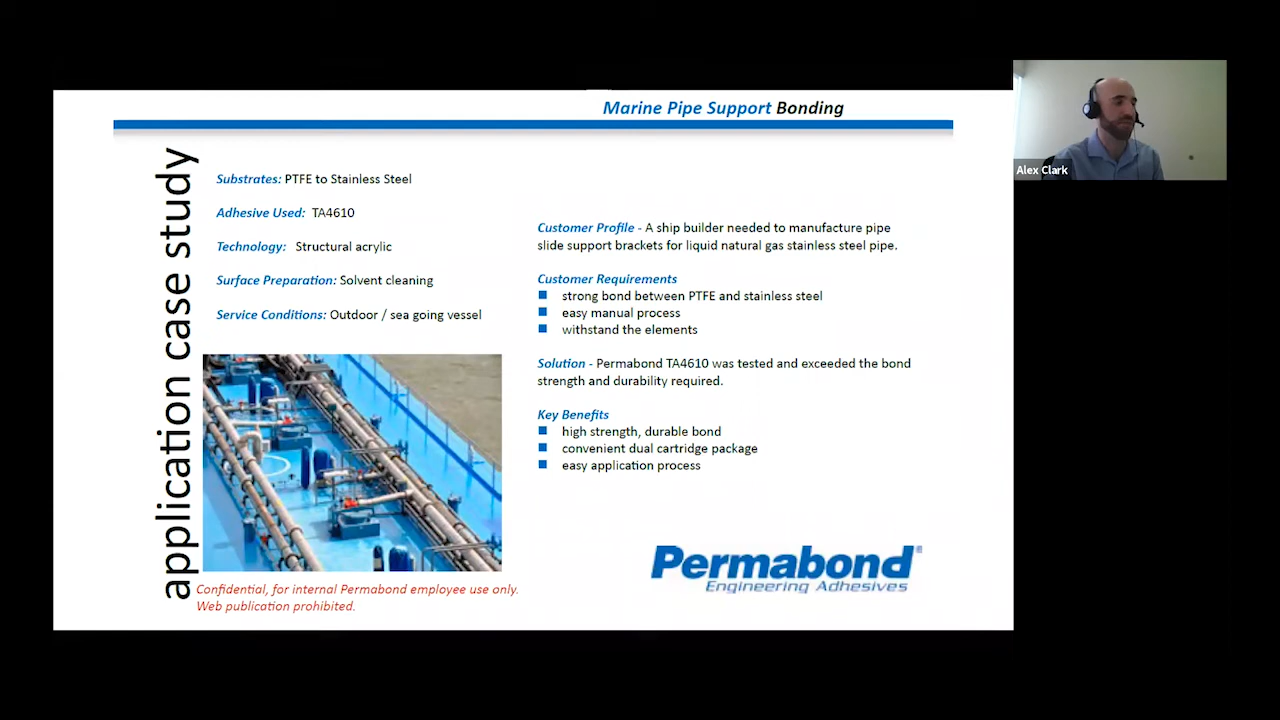 Marine Pipe Support Bonding
application case study
Substrates: PTFE to Stainless Steel
Adhesive Used: TA4610
Technology: Structural acrylic
Surface Preparation: Solvent cleaning
Service Conditions: Outdoor / sea going vessel
Confidential, for internal Permabond employee use only.
Web publication prohibited.
Customer Profile - A ship builder needed to manufacture pipe
slide support brackets for liquid natural gas stainless steel pipe.
Customer Requirements
strong bond between PTFE and stainless steel
easy manual process
withstand the elements
Solution - Permabond TA4610 was tested and exceeded the bond
strength and durability required.
Key Benefits
high strength, durable bond
convenient dual cartridge package
easy application process
Permabond®
Engineering Adhesives
Alex Clark